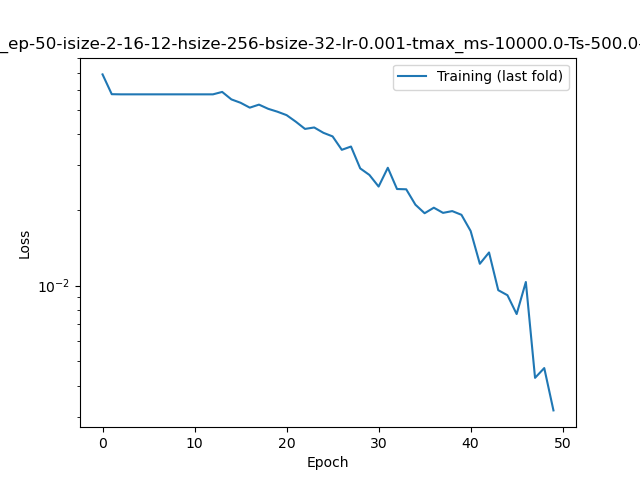 _ep-50-isize-2-16-12-hsize-256-bsize-32-lr-0.001-tmax_ms-10000.0-Ts-500.0-
Training (last fold)
Loss
10⁻²
0 10 20 30 40 50
Epoch